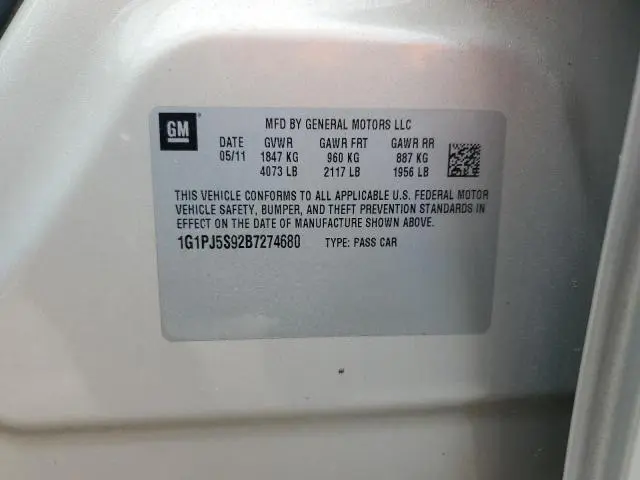 GM
MFD BY GENERAL MOTORS LLC
DATE GVWR GAWR FRT GAWR RR
05/11 1847 KG 960 KG 887 KG
4073 LB 2117 LB 1956 LB
THIS VEHICLE CONFORMS TO ALL APPLICABLE U.S. FEDERAL MOTOR
VEHICLE SAFETY, BUMPER, AND THEFT PREVENTION STANDARDS IN
EFFECT ON THE DATE OF MANUFACTURE SHOWN ABOVE.
1G1PJ5S92B7274680 TYPE: PASS CAR